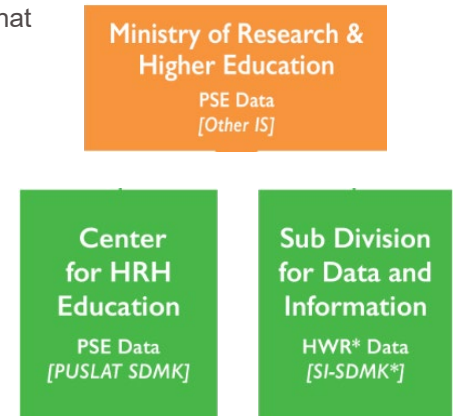 hat
Ministry of Research &
Higher Education
PSE Data
[Other IS]
Center
for HRH
Education
PSE Data
[PUSLAT SDMK]
Sub Division
for Data and
Information
HWR* Data
[SI-SDMK*]